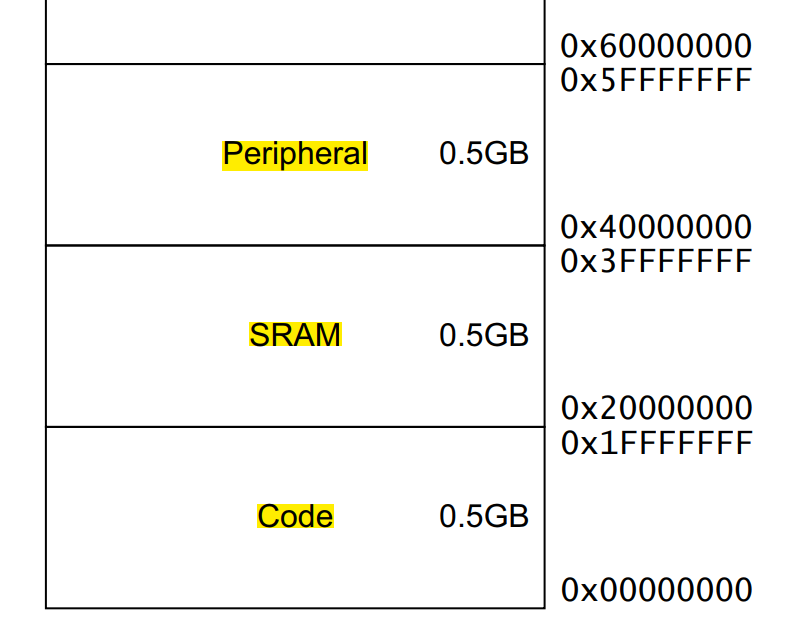 0x60000000
0x5FFFFFFF
Peripheral 0.5GB
0x40000000
0x3FFFFFFF
SRAM 0.5GB
0x20000000
0x1FFFFFFF
Code 0.5GB
0x00000000